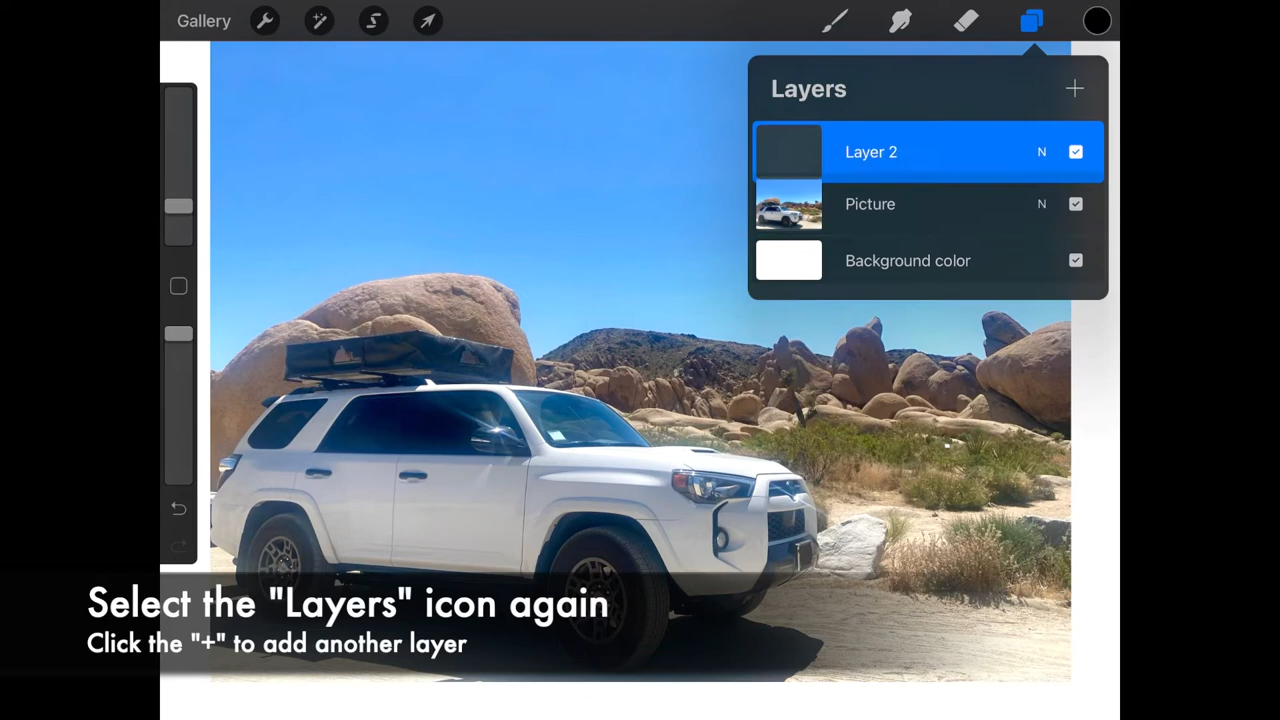 Gallery
Layers
Layer 2 N
Picture N
Background color
Select the "Layers" icon again
Click the "+" to add another layer